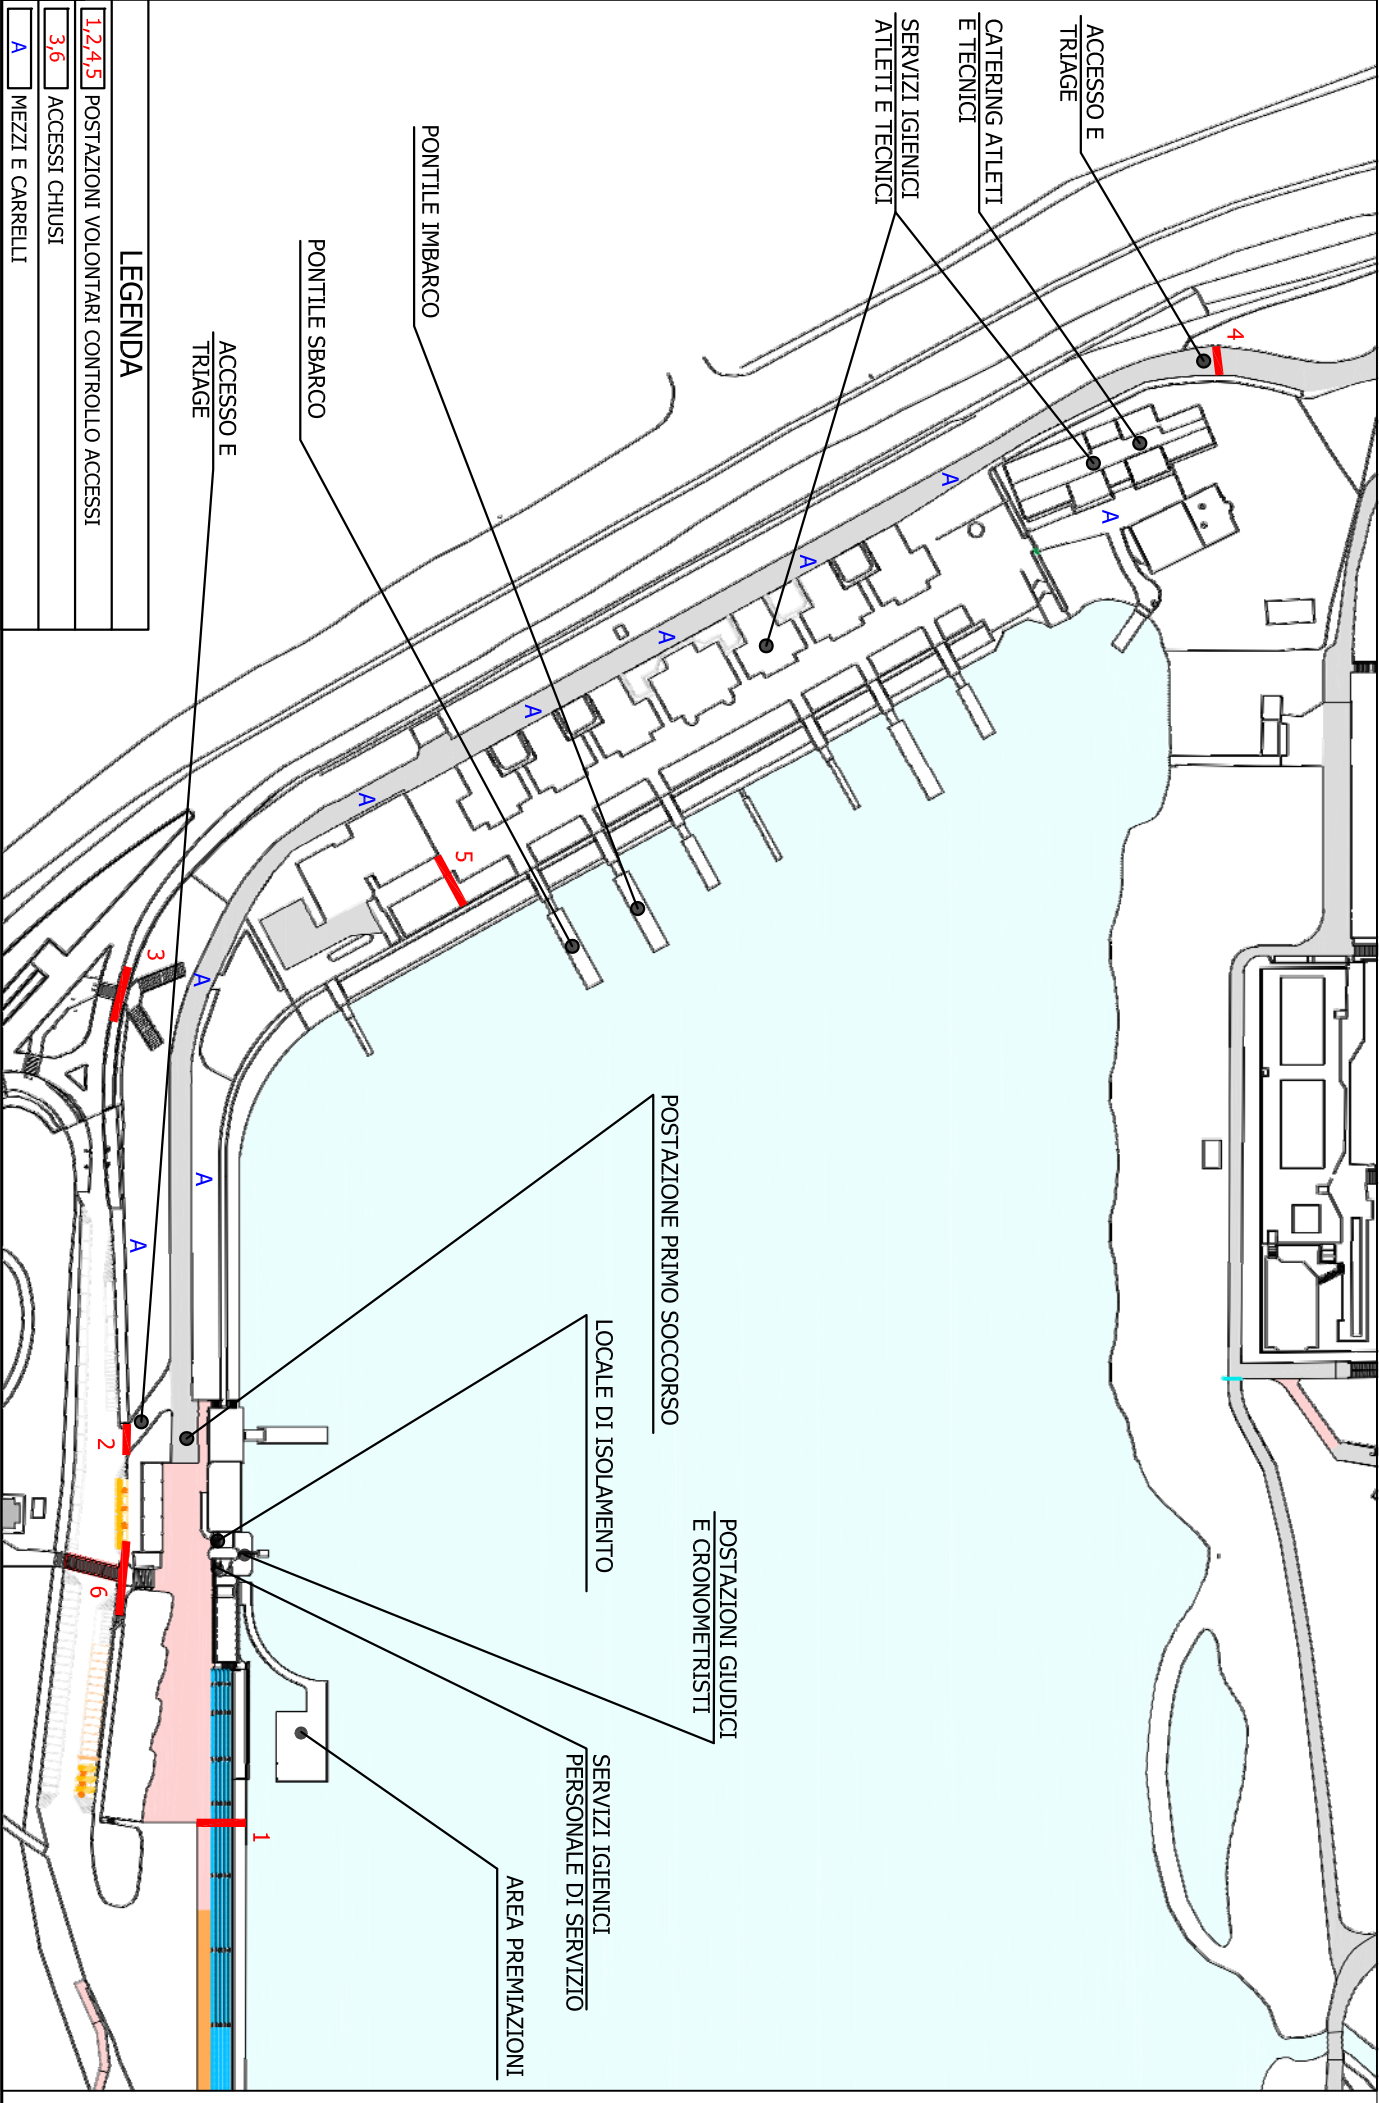 ACCESSO E
TRIAGE
CATERING ATLETI
E TECNICI
SERVIZI IGIENICI
ATLETI E TECNICI
PONTILE IMBARCO
PONTILE SBARCO
ACCESSO E
TRIAGE
POSTAZIONE PRIMO SOCCORSO
LOCALE DI ISOLAMENTO
POSTAZIONI GIUDICI
E CRONOMETRISTI
SERVIZI IGIENICI
PERSONALE DI SERVIZIO
AREA PREMIAZIONI
4
A
A
A
A
A
A
5
3
A
A
A
2
6
1
LEGENDA
1,2,4,5 POSTAZIONI VOLONTARI CONTROLLO ACCESSI
3,6 ACCESSI CHIUSI
A MEZZI E CARRELLI